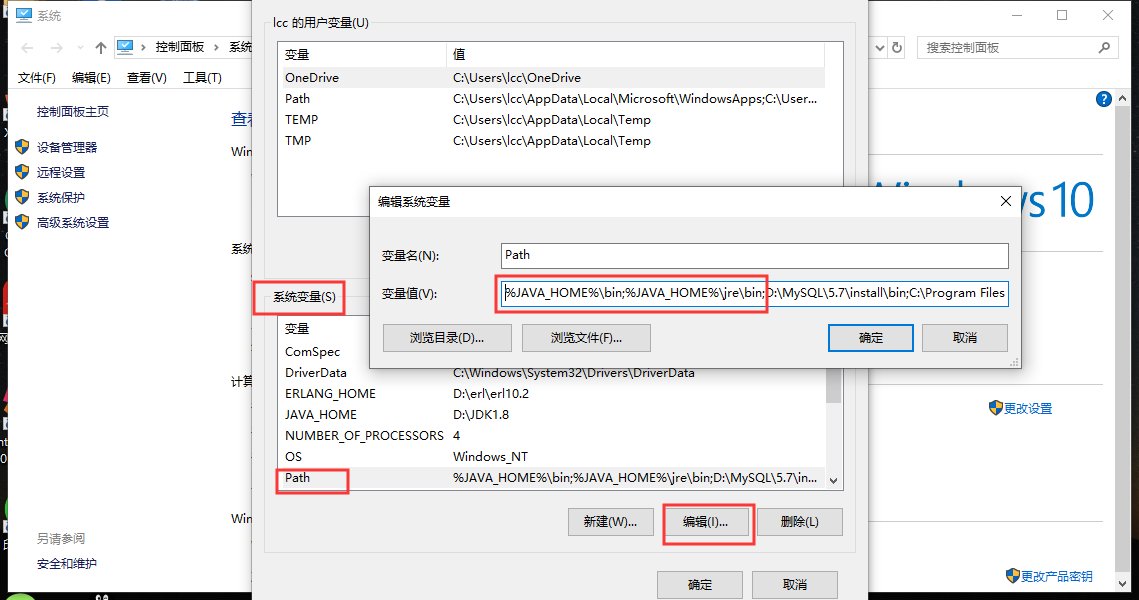 系统
控制面板
系统
搜索控制面板
文件(F)
编辑(E)
查看(V)
工具(T)
控制面板主页
设备管理器
远程设置
系统保护
高级系统设置
查看
Win
系统
计算
Win
另请参阅
安全和维护
lcc 的用户变量(U)
变量 值
OneDrive C:\Users\lcc\OneDrive
Path C:\Users\lcc\AppData\Local\Microsoft\WindowsApps;C:\User...
TEMP C:\Users\lcc\AppData\Local\Temp
TMP C:\Users\lcc\AppData\Local\Temp
编辑系统变量
变量名(N): Path
变量值(V): %JAVA_HOME%\bin;%JAVA_HOME%\jre\bin;D:\MySQL\5.7\install\bin;C:\Program Files
浏览目录(D)... 浏览文件(F)... 确定 取消
系统变量(S)
变量
ComSpec
DriverData C:\Windows\System32\Drivers\DriverData
ERLANG_HOME D:\erl\erl10.2
JAVA_HOME D:\JDK1.8
NUMBER_OF_PROCESSORS 4
OS Windows_NT
Path %JAVA_HOME%\bin;%JAVA_HOME%\jre\bin;D:\MySQL\5.7\in...
新建(W)... 编辑(I)... 删除(L)
确定 取消
ws 10
更改设置
更改产品密钥